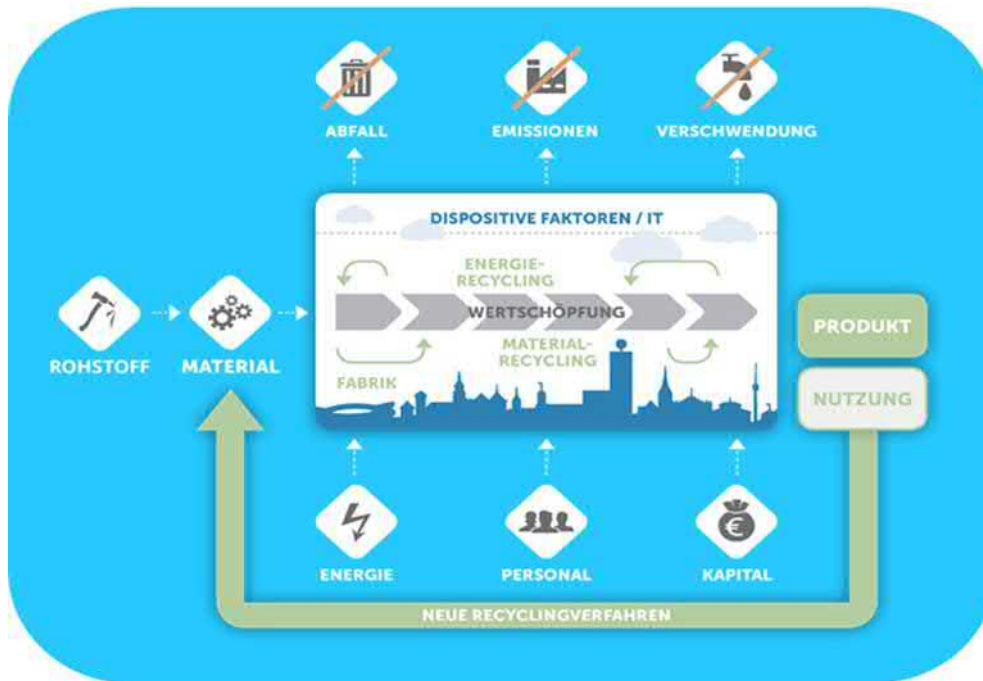 ABFALL
EMISSIONEN
VERSCHWENDUNG
DISPOSITIVE FAKTOREN / IT
ENERGIE-
RECYCLING
WERTSCHÖPFUNG
MATERIAL-
RECYCLING
FABRIK
ROHSTOFF
MATERIAL
PRODUKT
NUTZUNG
€
ENERGIE
PERSONAL
KAPITAL
NEUE RECYCLINGVERFAHREN